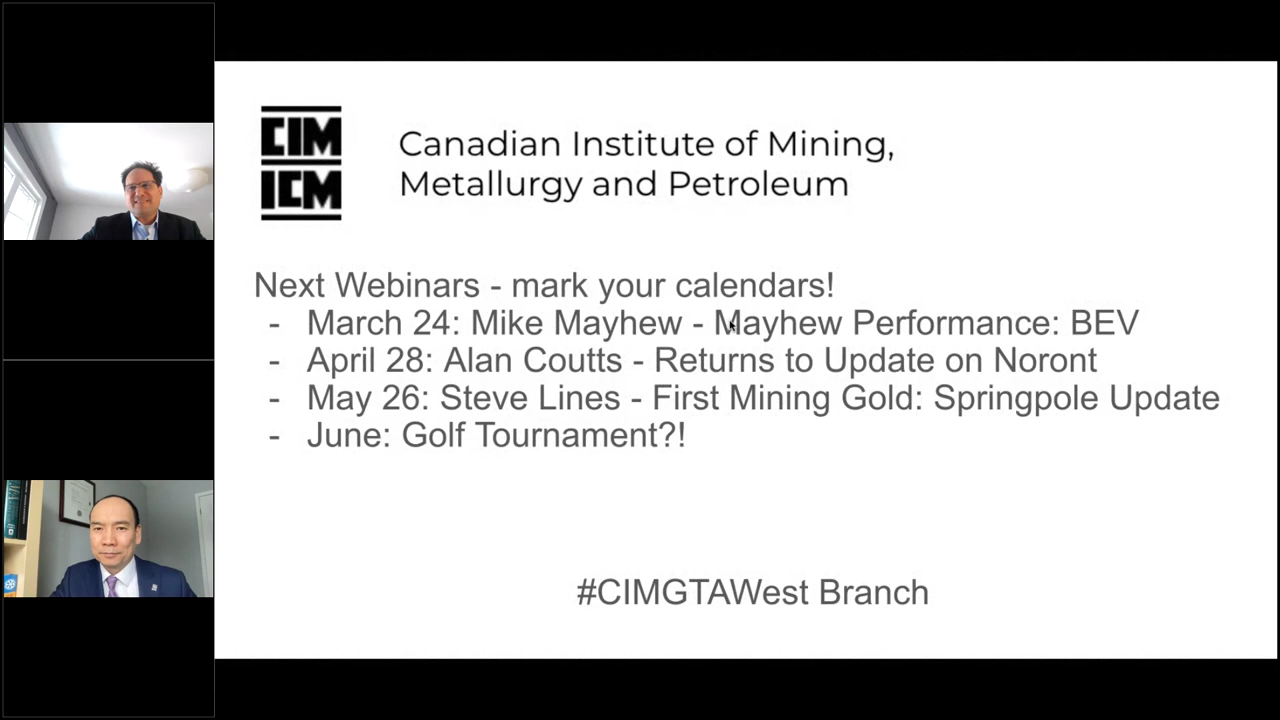 CIM
ICM
Canadian Institute of Mining,
Metallurgy and Petroleum
Next Webinars - mark your calendars!
- March 24: Mike Mayhew - Mayhew Performance: BEV
- April 28: Alan Coutts - Returns to Update on Noront
- May 26: Steve Lines - First Mining Gold: Springpole Update
- June: Golf Tournament?!
#CIMGTAWest Branch